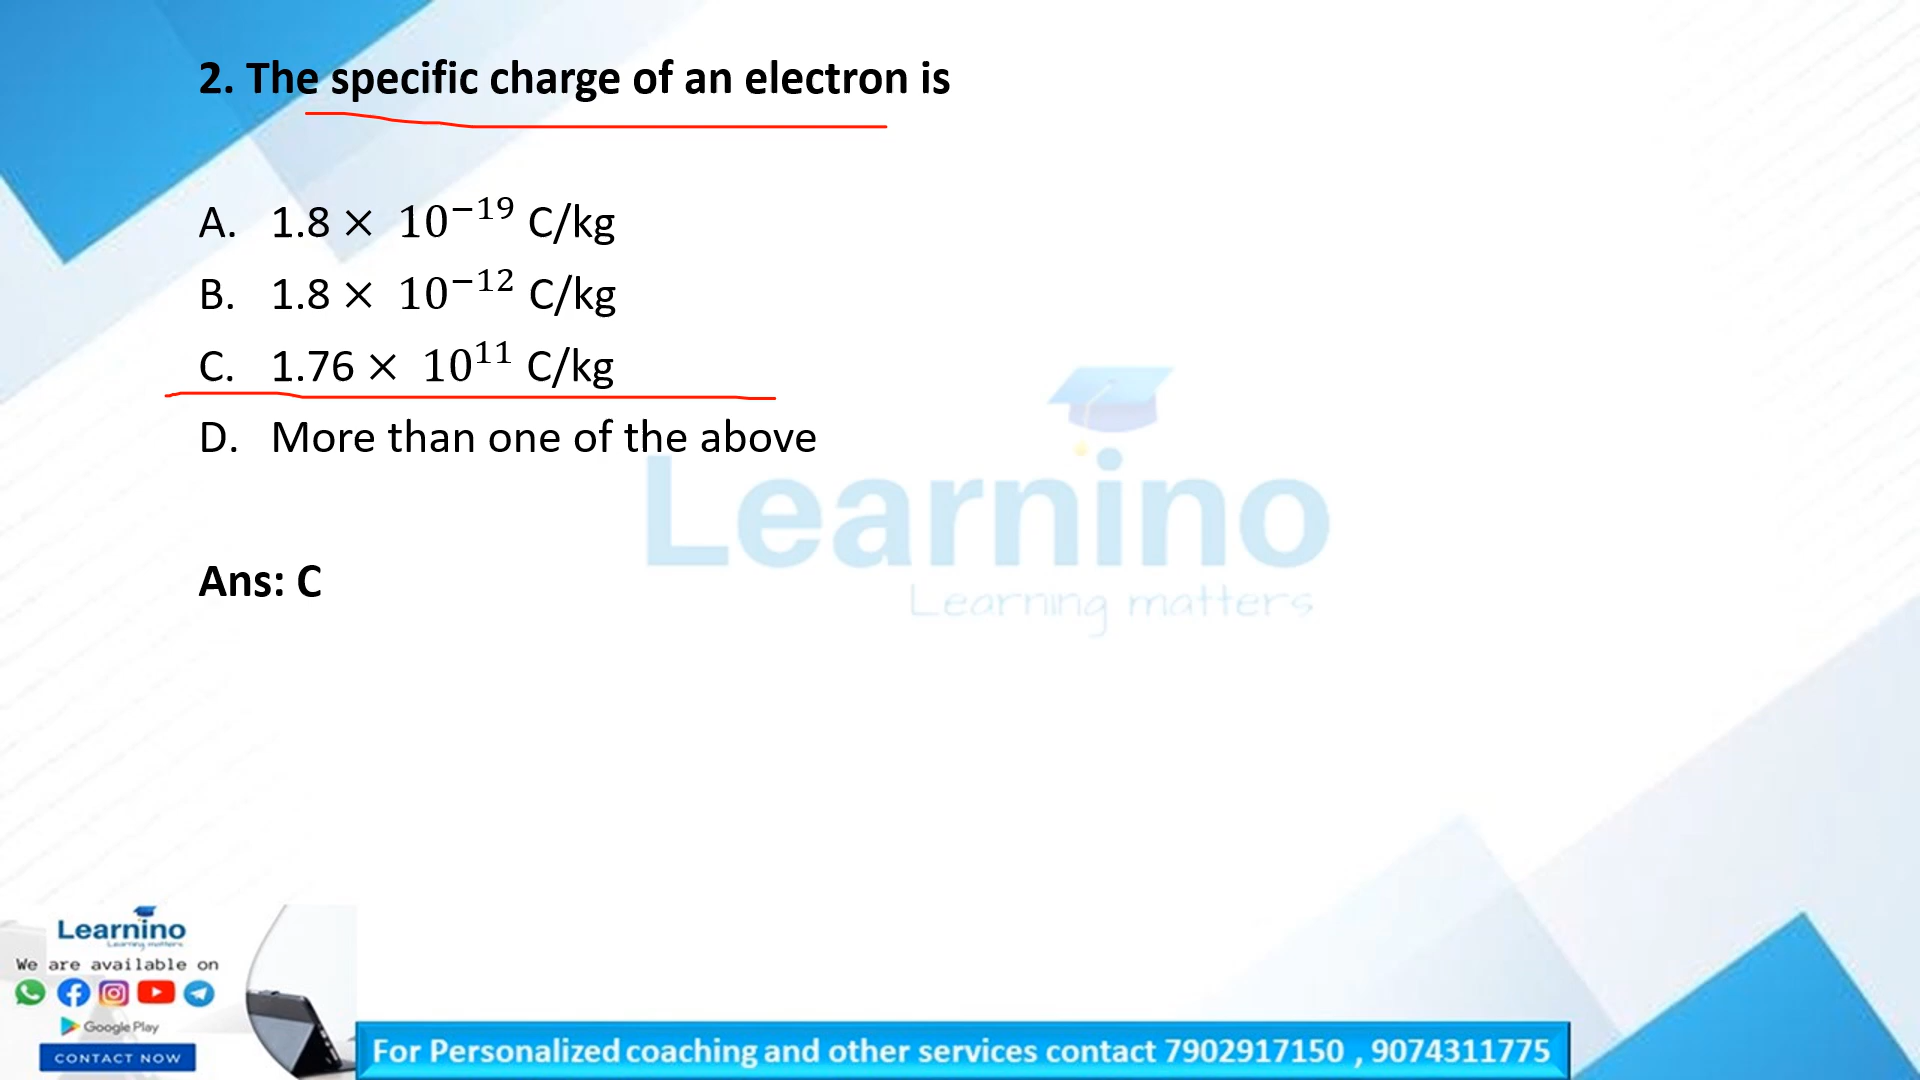 2. The specific charge of an electron is
A. 1.8 × 10⁻¹⁹ C/kg
B. 1.8 × 10⁻¹² C/kg
C. 1.76 × 10¹¹ C/kg
D. More than one of the above
Learnino
Learning matters
Ans: C
Learnino
Learning matters
We are available on
Google Play
CONTACT NOW
For Personalized coaching and other services contact 7902917150 , 9074311775